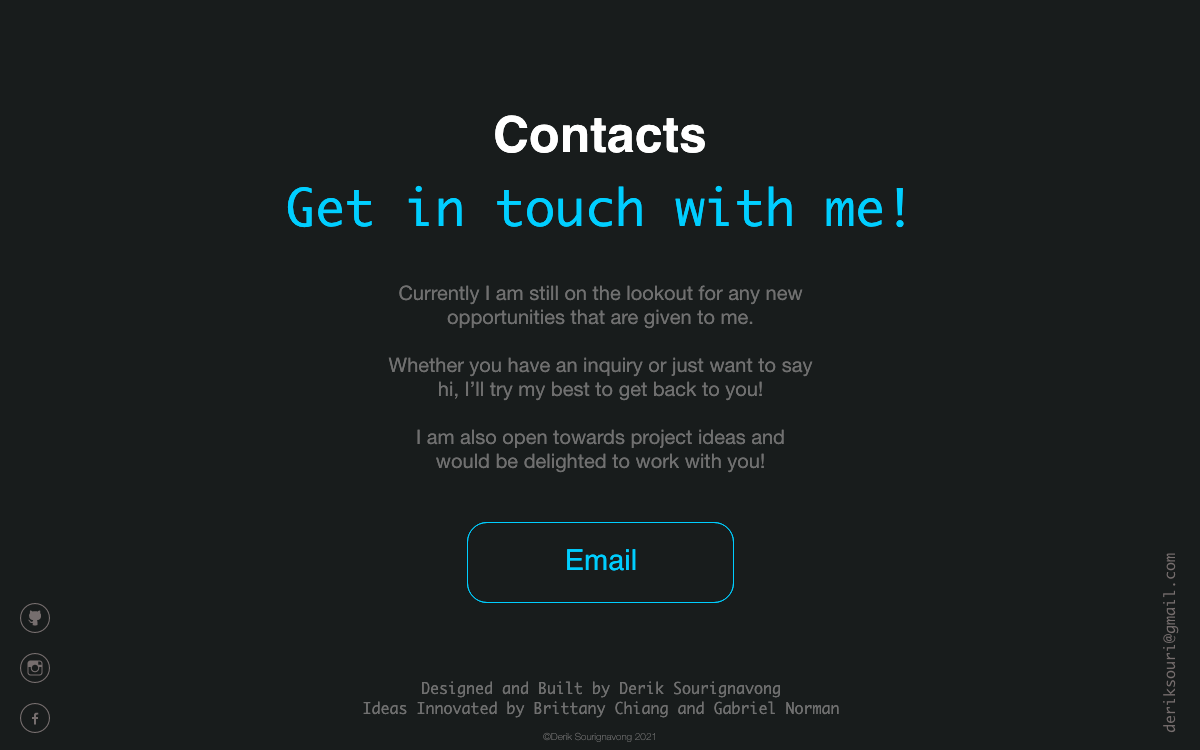 Contacts
Get in touch with me!
Currently I am still on the lookout for any new
opportunities that are given to me.
Whether you have an inquiry or just want to say
hi, I’ll try my best to get back to you!
I am also open towards project ideas and
would be delighted to work with you!
Email
deriksouri@gmail.com
Designed and Built by Derik Sourignavong
Ideas Innovated by Brittany Chiang and Gabriel Norman
©Derik Sourignavong 2021